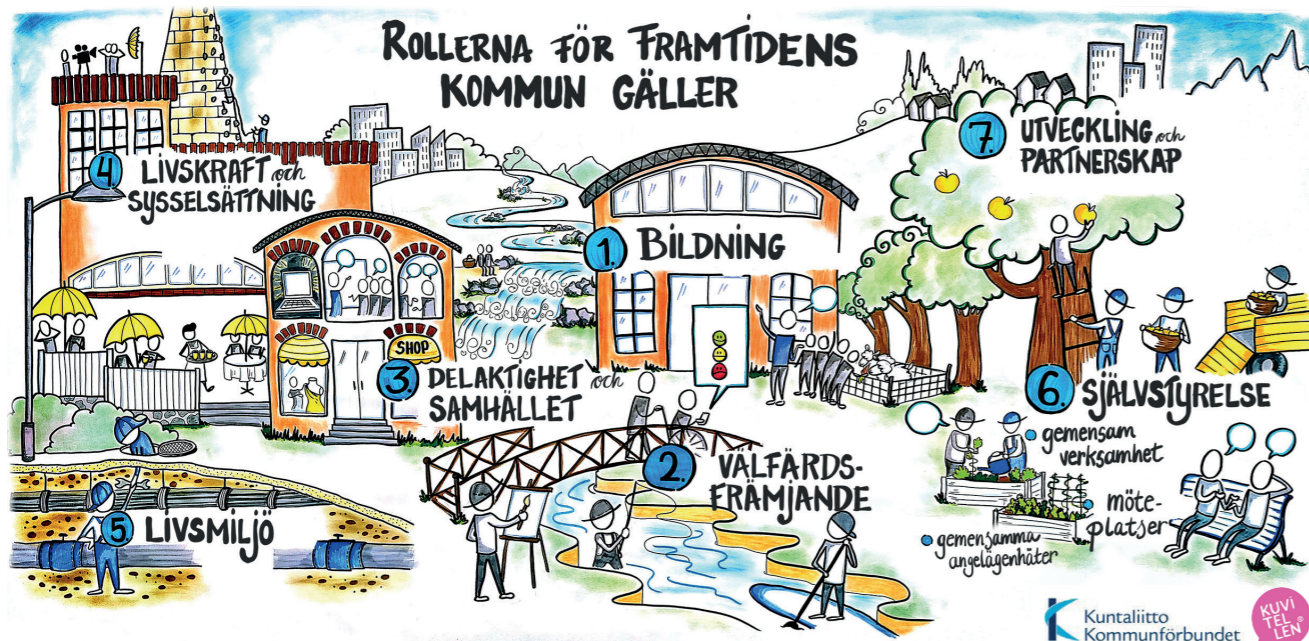 ROLLERNA FÖR FRAMTIDENS
KOMMUN GÄLLER
4. LIVSKRAFT och
SYSSELSÄTTNING
1. BILDNING
7. UTVECKLING och
PARTNERSKAP
SHOP
3. DELAKTIGHET och
SAMHÄLLET
6. SJÄLVSTYRELSE
gemensam
verksamhet
möte-
platser
gemensamma
angelägenhäter
2. VÄLFÄRDS-
FRÄMJANDE
5. LIVSMILJÖ
Kuntaliitto
Kommunförbundet
KUVI
TEL
LEN